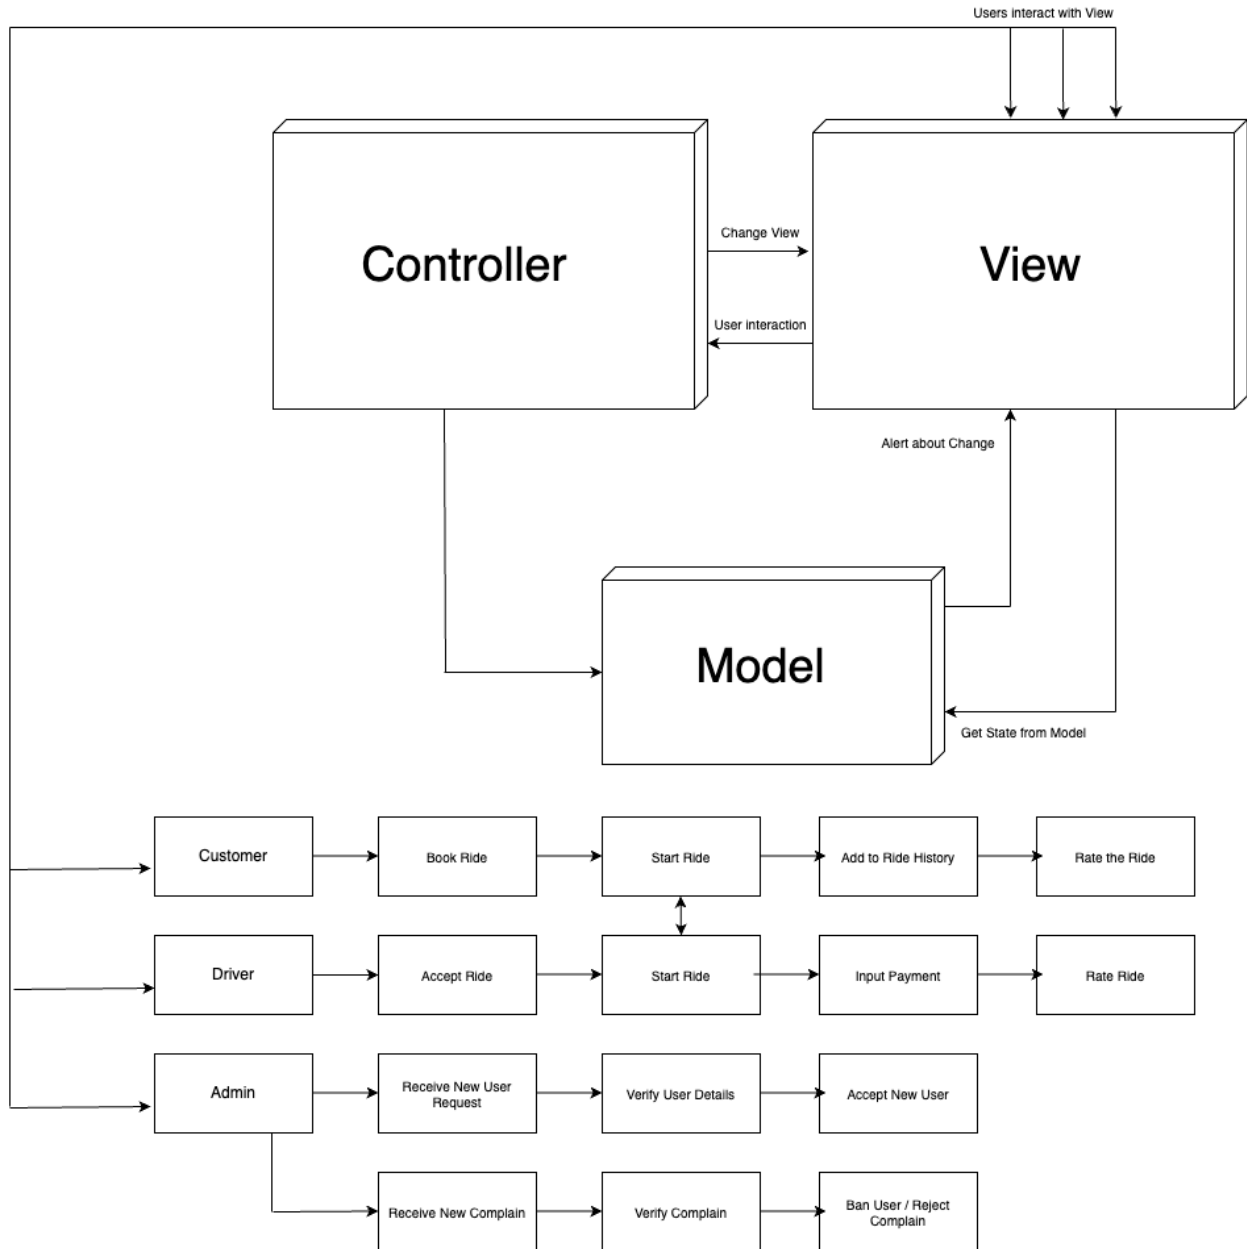 Users interact with View
Controller
Change View
View
User interaction
Alert about Change
Model
Get State from Model
Customer
Book Ride
Start Ride
Add to Ride History
Rate the Ride
Driver
Accept Ride
Start Ride
Input Payment
Rate Ride
Admin
Receive New User
Request
Verify User Details
Accept New User
Receive New Complain
Verify Complain
Ban User / Reject
Complain